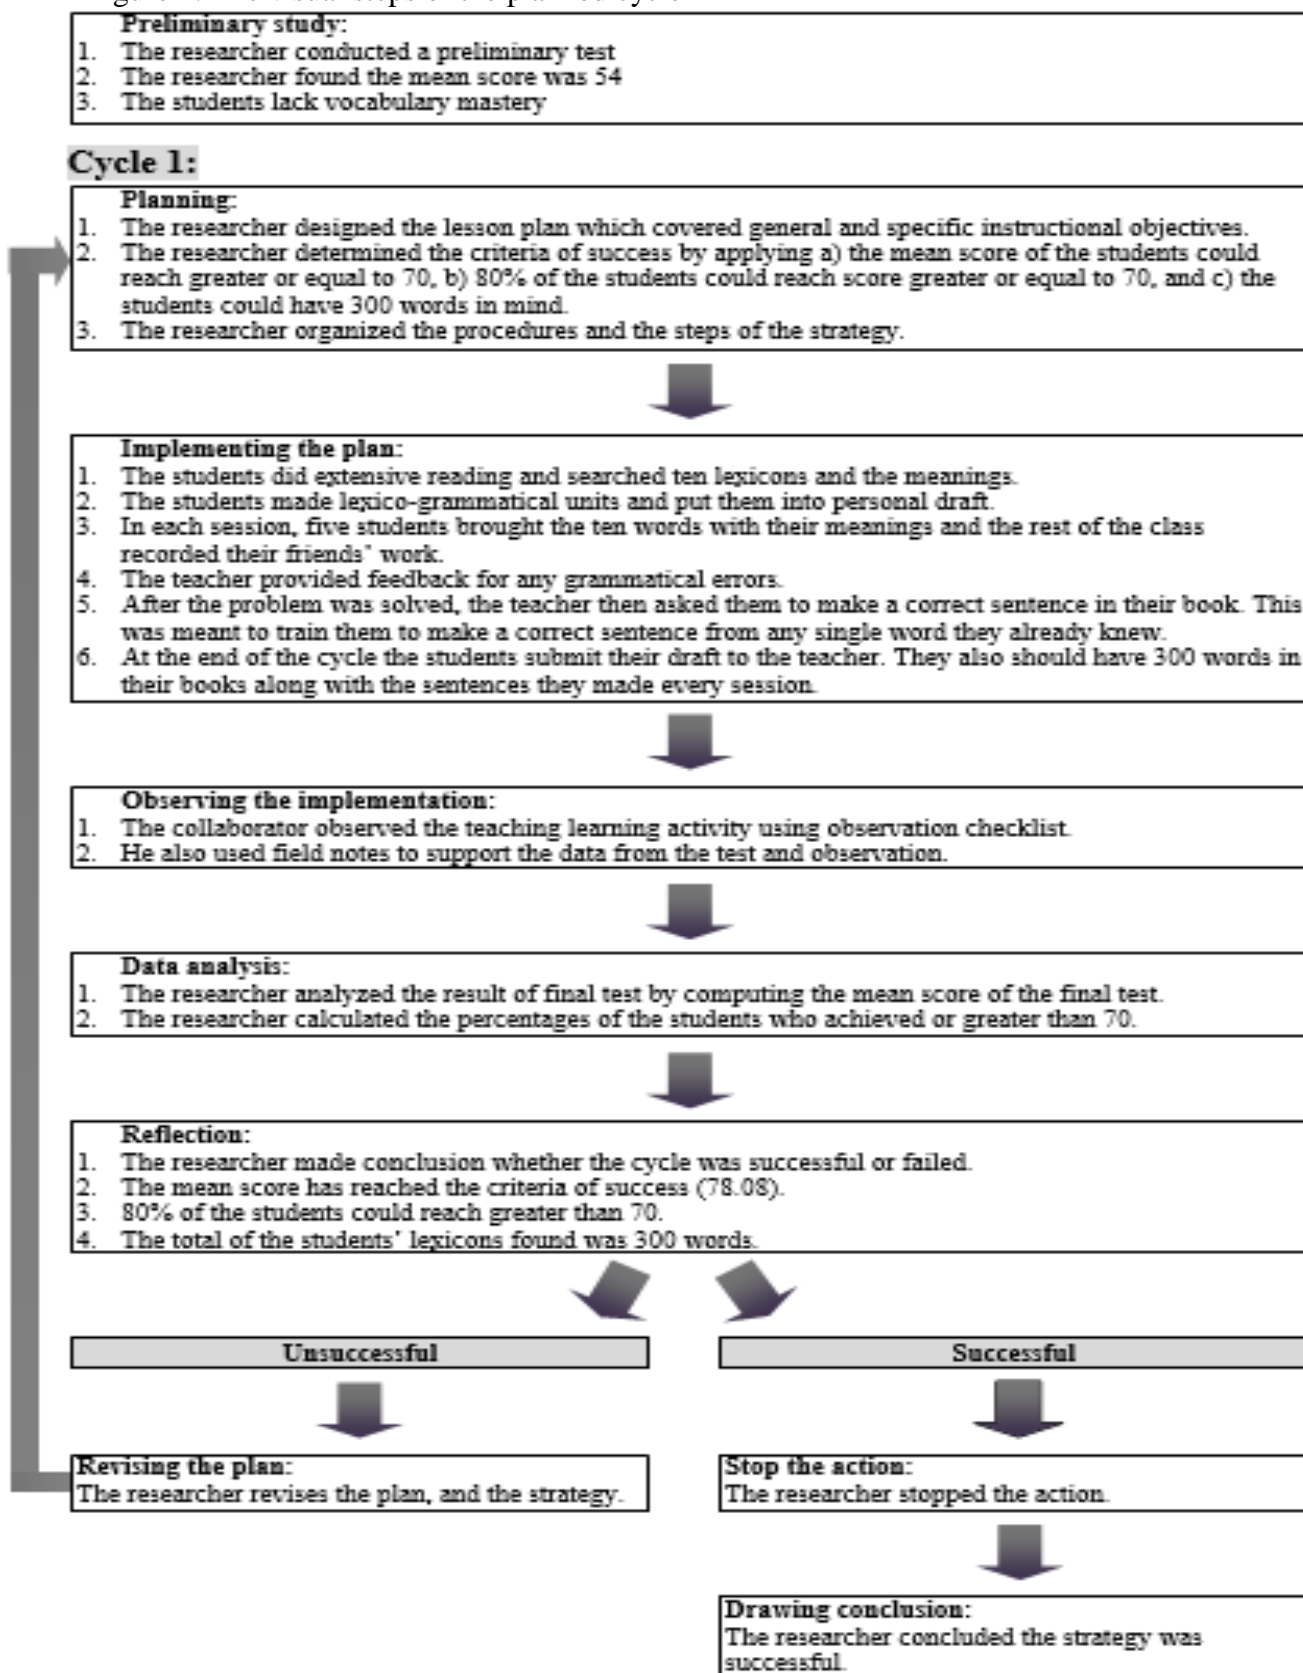 Preliminary study:
1. The researcher conducted a preliminary test
2. The researcher found the mean score was 54
3. The students lack vocabulary mastery
Cycle 1:
Planning:
1. The researcher designed the lesson plan which covered general and specific instructional objectives.
2. The researcher determined the criteria of success by applying a) the mean score of the students could
reach greater or equal to 70, b) 80% of the students could reach score greater or equal to 70, and c) the
students could have 300 words in mind.
3. The researcher organized the procedures and the steps of the strategy.
Implementing the plan:
1. The students did extensive reading and searched ten lexicons and the meanings.
2. The students made lexico-grammatical units and put them into personal draft.
3. In each session, five students brought the ten words with their meanings and the rest of the class
recorded their friends' work.
4. The teacher provided feedback for any grammatical errors.
5. After the problem was solved, the teacher then asked them to make a correct sentence in their book. This
was meant to train them to make a correct sentence from any single word they already knew.
6. At the end of the cycle the students submit their draft to the teacher. They also should have 300 words in
their books along with the sentences they made every session.
Observing the implementation:
1. The collaborator observed the teaching learning activity using observation checklist.
2. He also used field notes to support the data from the test and observation.
Data analysis:
1. The researcher analyzed the result of final test by computing the mean score of the final test.
2. The researcher calculated the percentages of the students who achieved or greater than 70.
Reflection:
1. The researcher made conclusion whether the cycle was successful or failed.
2. The mean score has reached the criteria of success (78.08).
3. 80% of the students could reach greater than 70.
4. The total of the students' lexicons found was 300 words.
Unsuccessful
Successful
Revising the plan:
The researcher revises the plan, and the strategy.
Stop the action:
The researcher stopped the action.
Drawing conclusion:
The researcher concluded the strategy was
successful.